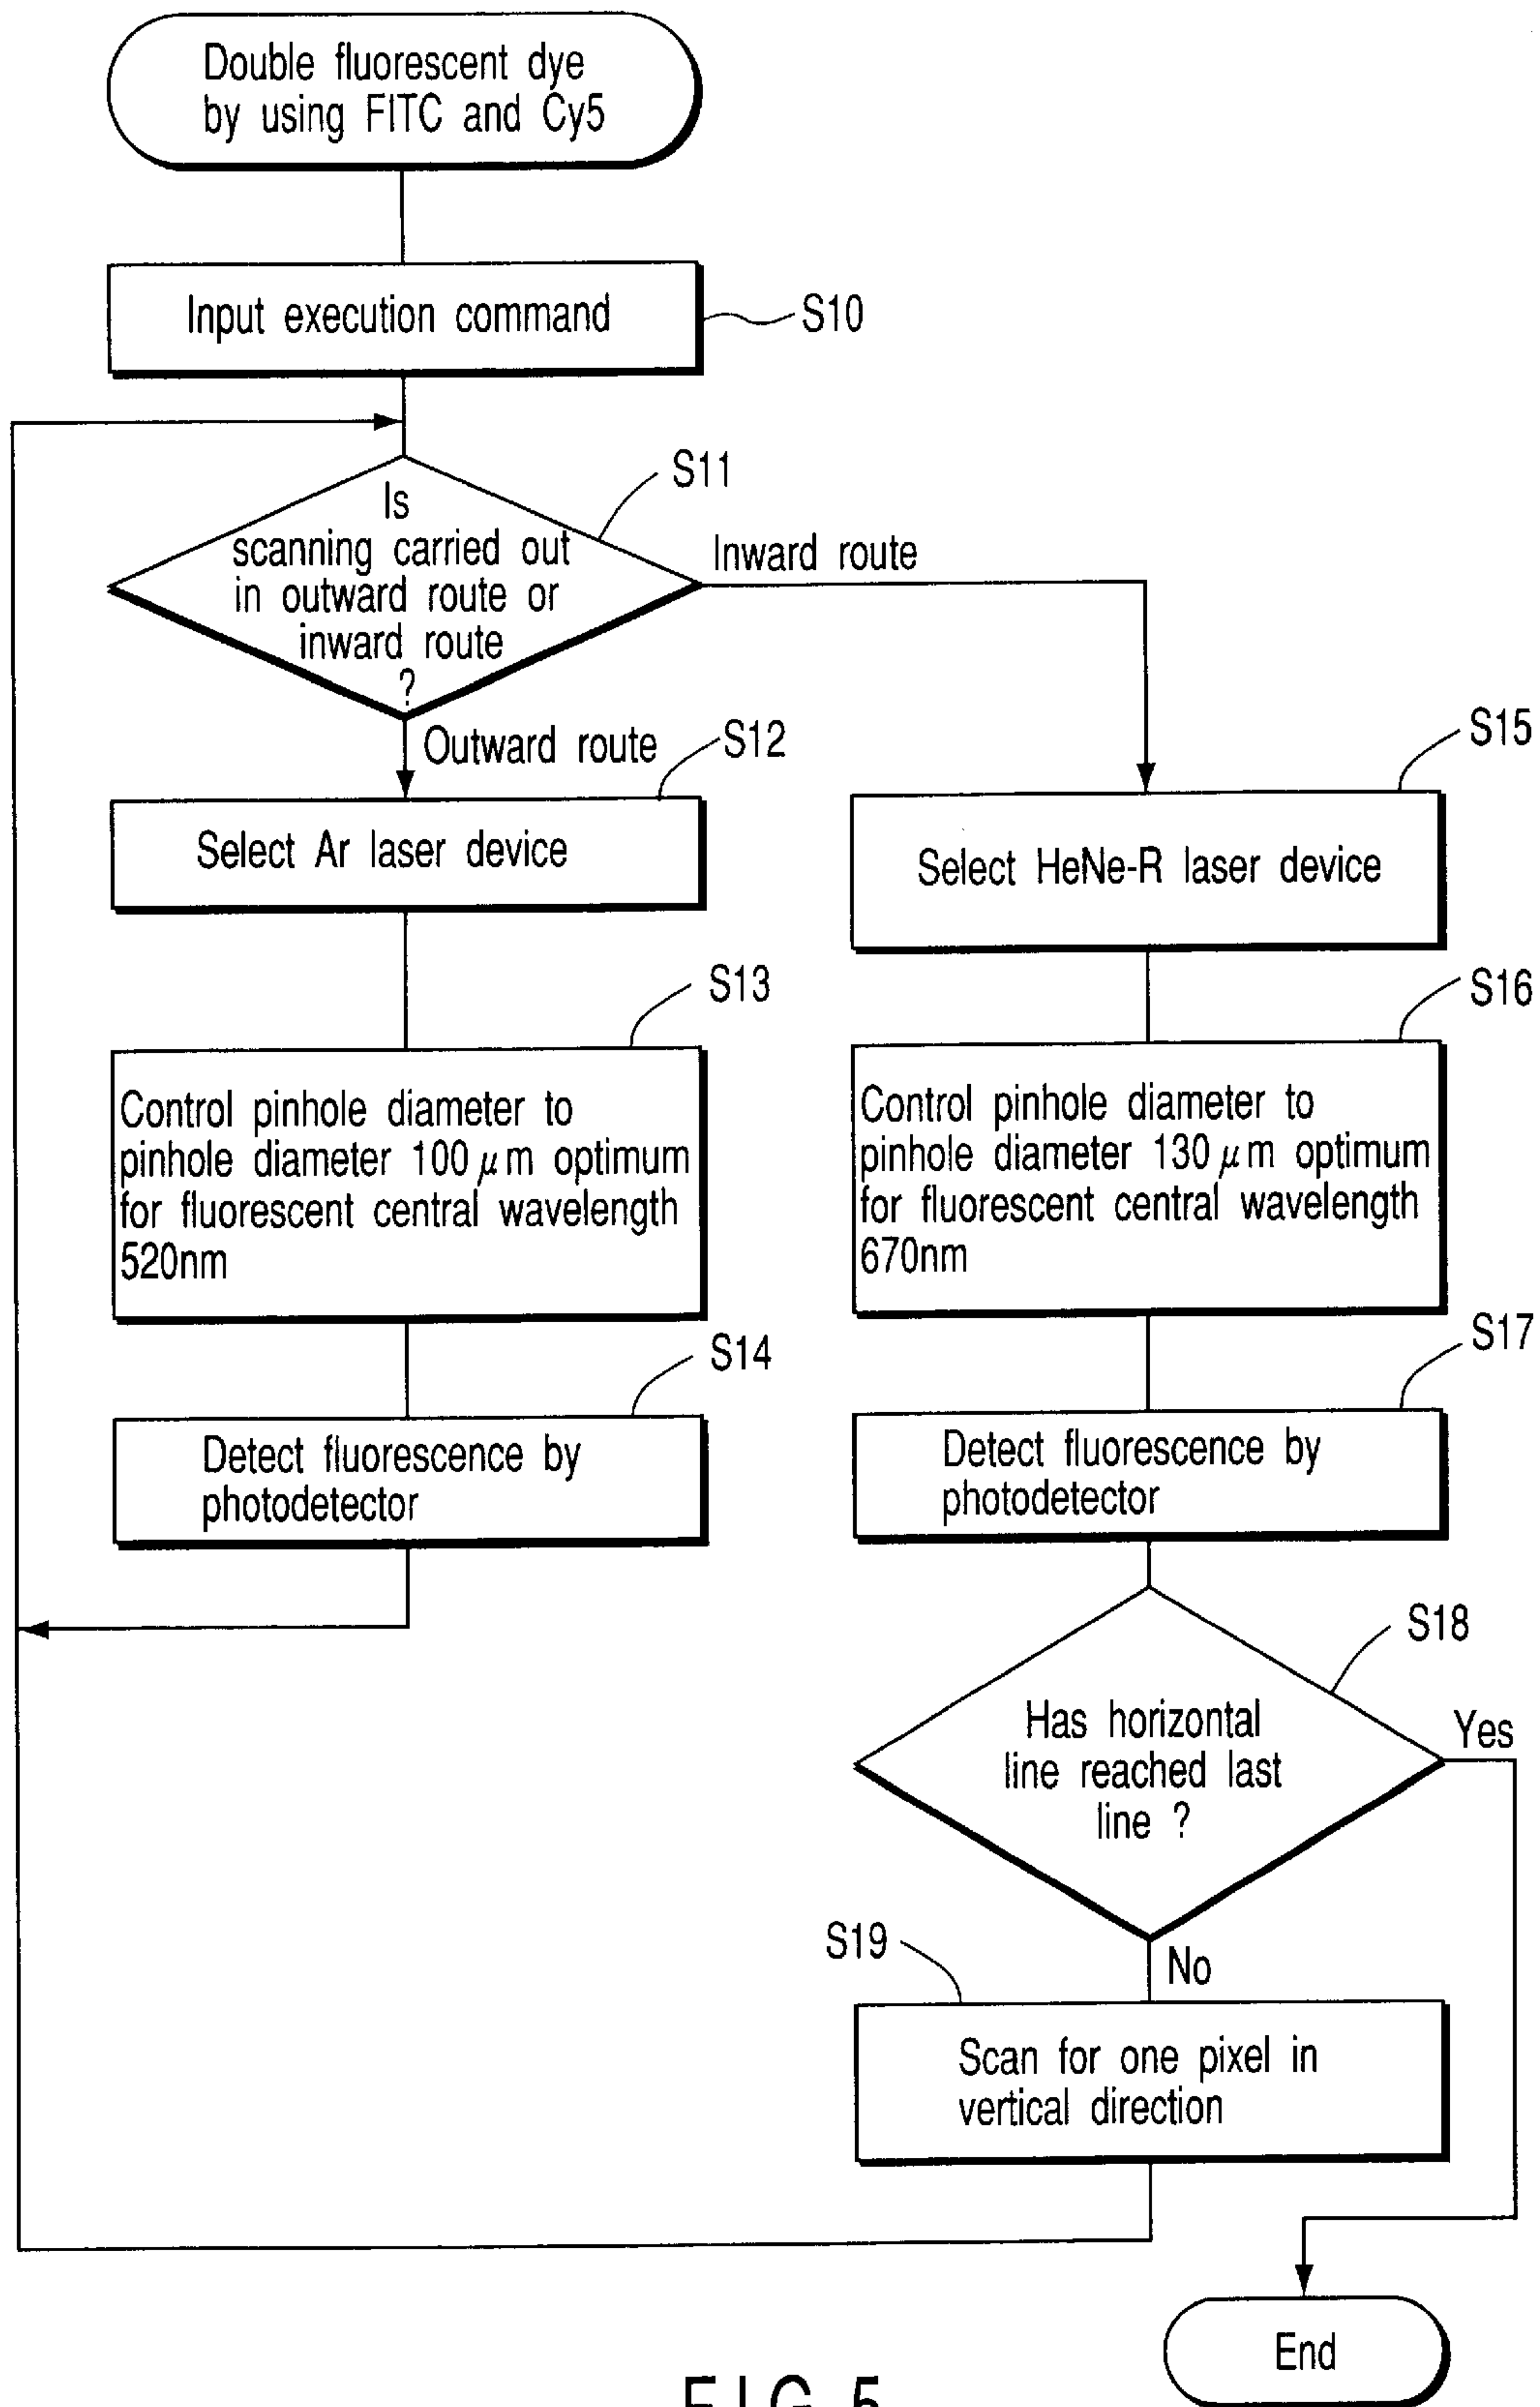 Double fluorescent dye
by using FITC and Cy5
Input execution command
S10
S11
Is
scanning carried out
in outward route or
inward route
?
Inward route
Outward route
S12
Select Ar laser device
S13
Control pinhole diameter to
pinhole diameter 100 μm optimum
for fluorescent central wavelength
520nm
S14
Detect fluorescence by
photodetector
S15
Select HeNe-R laser device
S16
Control pinhole diameter to
pinhole diameter 130 μm optimum
for fluorescent central wavelength
670nm
S17
Detect fluorescence by
photodetector
S18
Has horizontal
line reached last
line ?
Yes
No
S19
Scan for one pixel in
vertical direction
End
FIG. 5